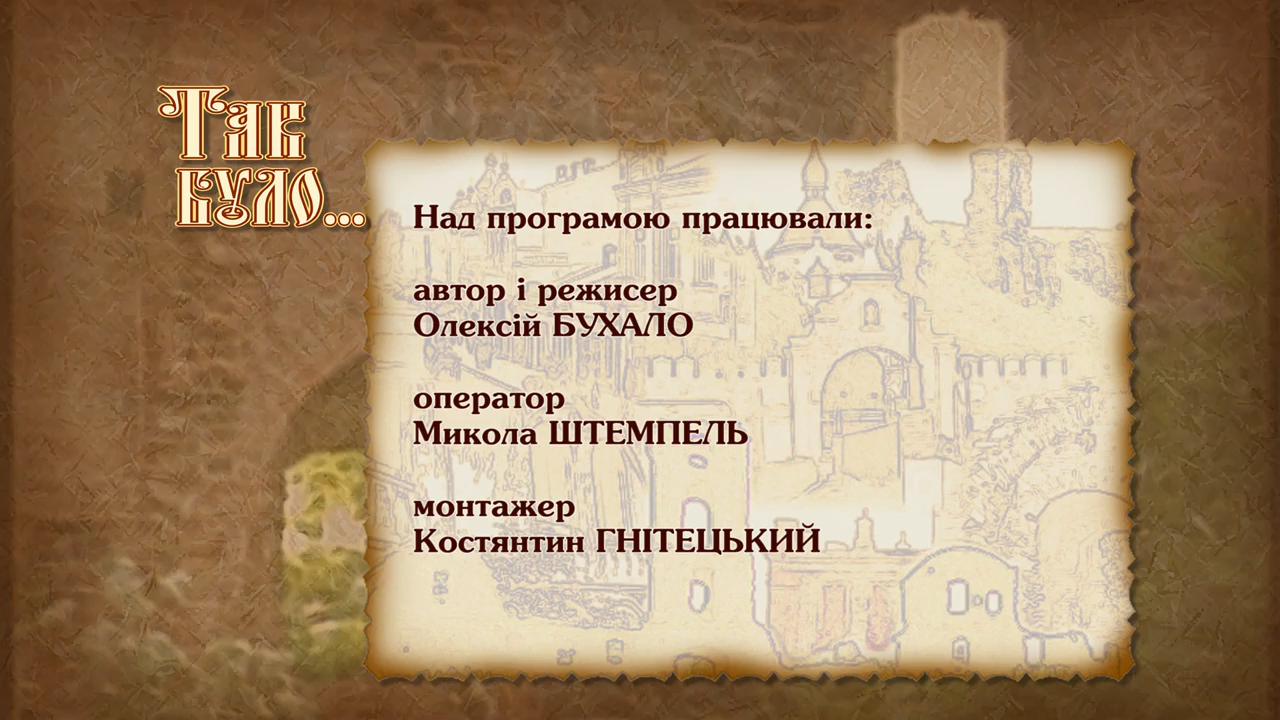 Так
було...
Над програмою працювали:
автор і режисер
Олексій БУХАЛО
оператор
Микола ШТЕМПЕЛЬ
монтажер
Костянтин ГНІТЕЦЬКИЙ